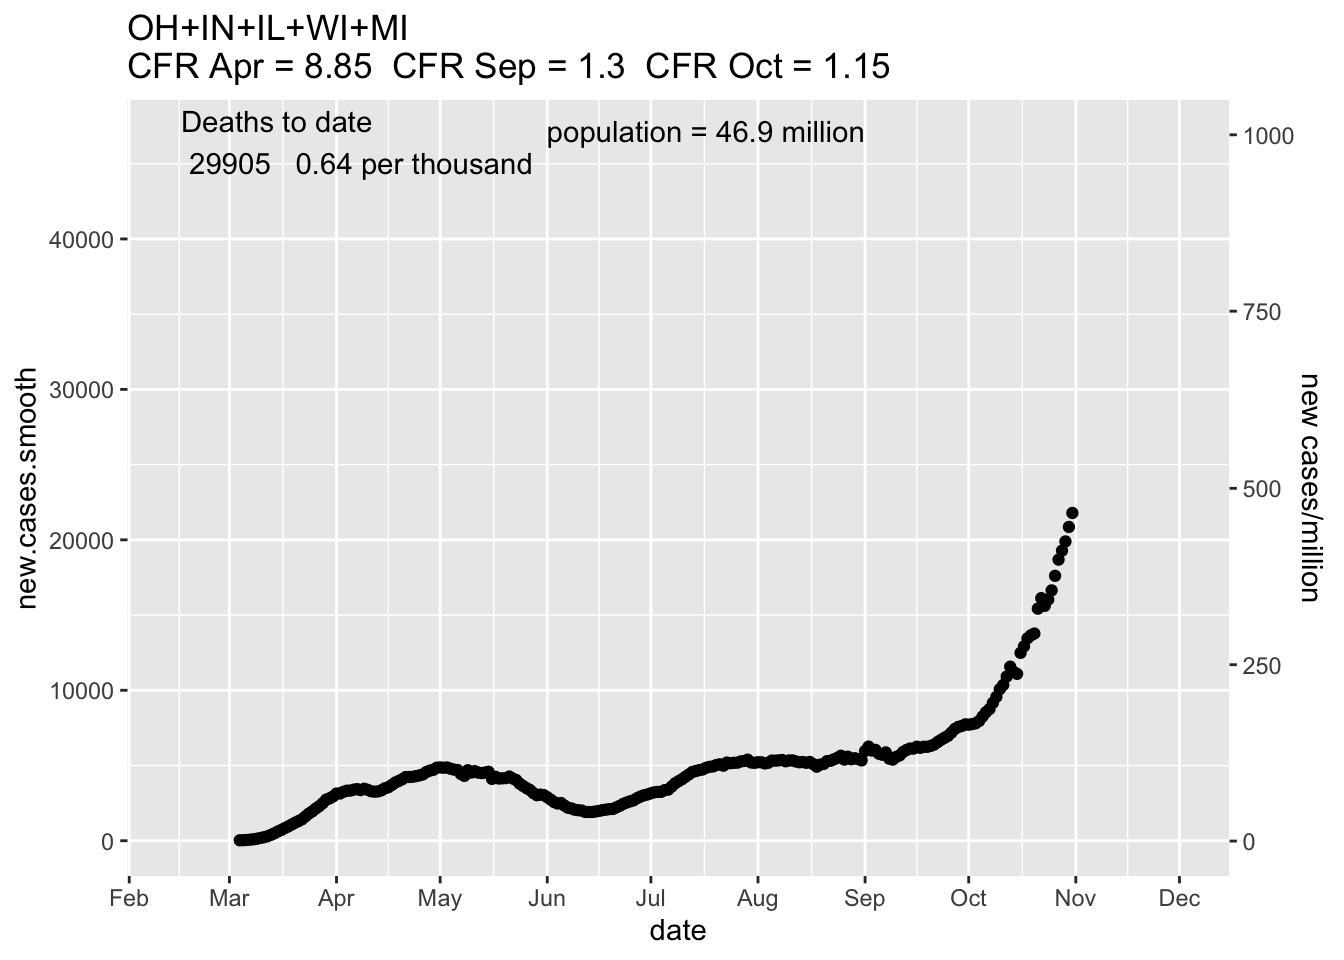 OH+IN+IL+WI+MI
CFR Apr = 8.85  CFR Sep = 1.3  CFR Oct = 1.15
Deaths to date
population = 46.9 million
29905   0.64 per thousand
new.cases.smooth
40000
30000
20000
10000
0
1000
750
500
250
0
new cases/million
Feb Mar Apr May Jun Jul Aug Sep Oct Nov Dec
date